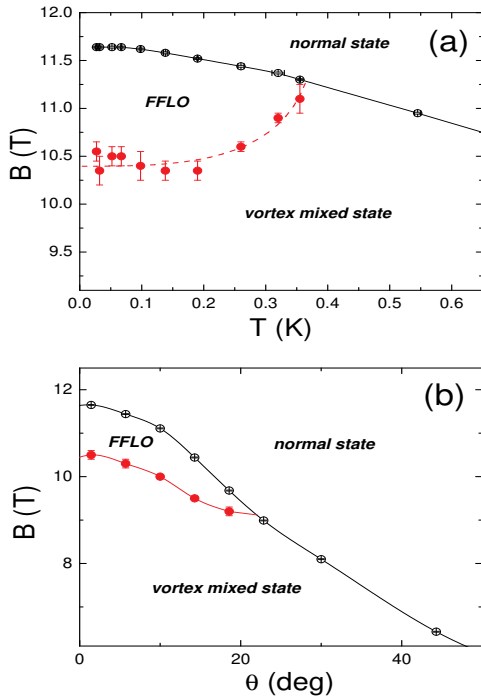 12.0
(a)
normal state
11.5
FFLO
11.0
B (T)
10.5
10.0
vortex mixed state
9.5
0.0 0.1 0.2 0.3 0.4 0.5 0.6
T (K)
12
(b)
FFLO
normal state
10
B (T)
8
vortex mixed state
0 20 40
θ (deg)